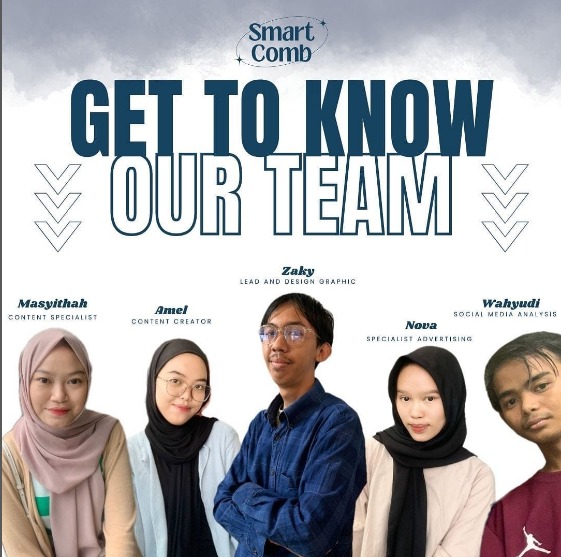 Smart
Comb
GET TO KNOW
OUR TEAM
Zaky
LEAD AND DESIGN GRAPHIC
Masyithah
CONTENT SPECIALIST
Amel
CONTENT CREATOR
Nova
SPECIALIST ADVERTISING
Wahyudi
SOCIAL MEDIA ANALYSIS